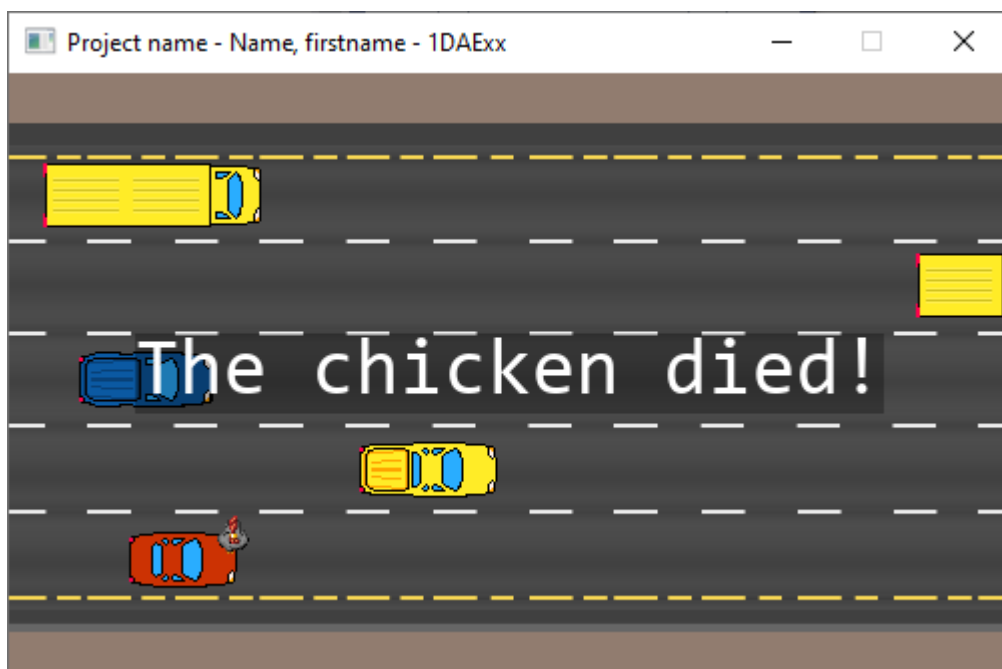 Project name - Name, firstname - 1DAExx
The chicken died!